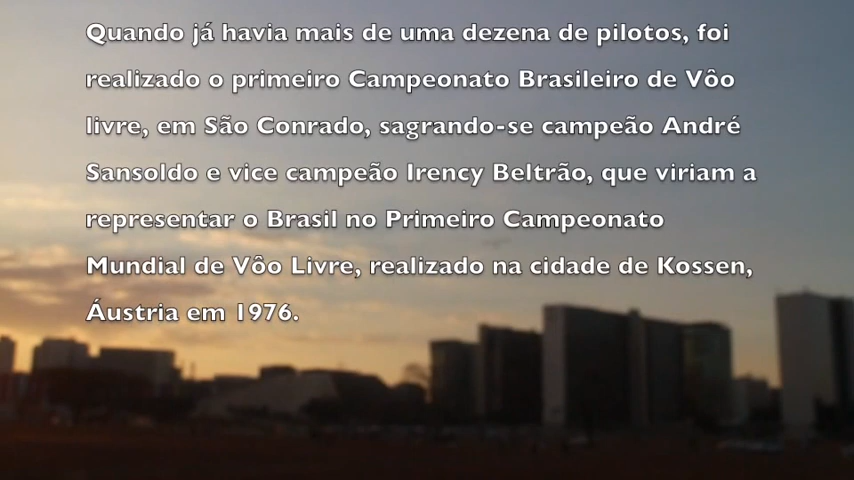 Quando já havia mais de uma dezena de pilotos, foi
realizado o primeiro Campeonato Brasileiro de Vôo
livre, em São Conrado, sagrando-se campeão André
Sansoldo e vice campeão Irency Beltrão, que viriam a
representar o Brasil no Primeiro Campeonato
Mundial de Vôo Livre, realizado na cidade de Kossen,
Áustria em 1976.